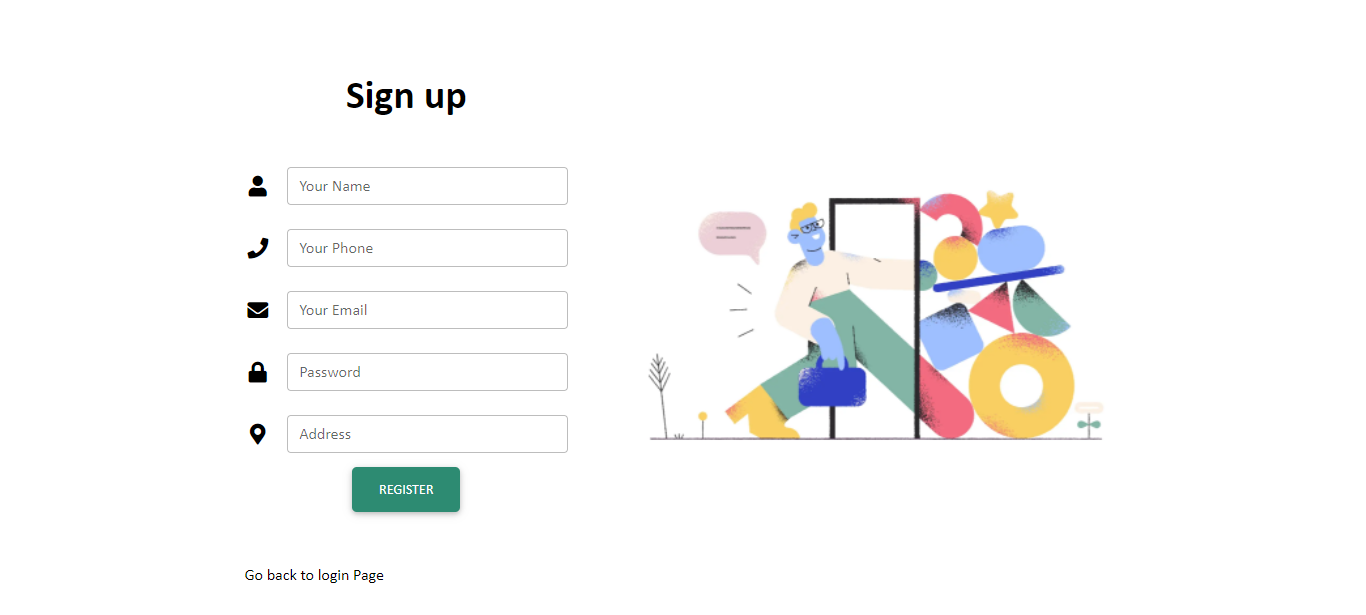 Sign up
Your Name
Your Phone
Your Email
Password
Address
REGISTER
Go back to login Page